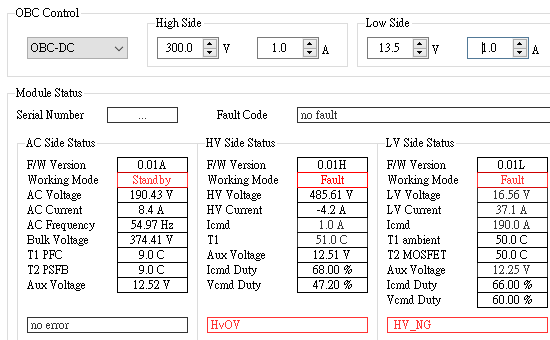 OBC Control
High Side
Low Side
OBC-DC 300.0 V 1.0 A 13.5 V 1.0 A
Module Status
Serial Number ... Fault Code no fault
AC Side Status
F/W Version 0.01A
Working Mode Standby
AC Voltage 190.43 V
AC Current 8.4 A
AC Frequency 54.97 Hz
Bulk Voltage 374.41 V
T1 PFC 9.0 C
T2 PSFB 9.0 C
Aux Voltage 12.52 V
no error
HV Side Status
F/W Version 0.01H
Working Mode Fault
HV Voltage 485.61 V
HV Current -4.2 A
Icmd 1.0 A
T1 51.0 C
Aux Voltage 12.51 V
Icmd Duty 68.00 %
Vcmd Duty 47.20 %
HvOV
LV Side Status
F/W Version 0.01L
Working Mode Fault
LV Voltage 16.56 V
LV Current 37.1 A
Icmd 190.0 A
T1 ambient 50.0 C
T2 MOSFET 50.0 C
Aux Voltage 12.25 V
Icmd Duty 66.00 %
Vcmd Duty 60.00 %
HV_NG